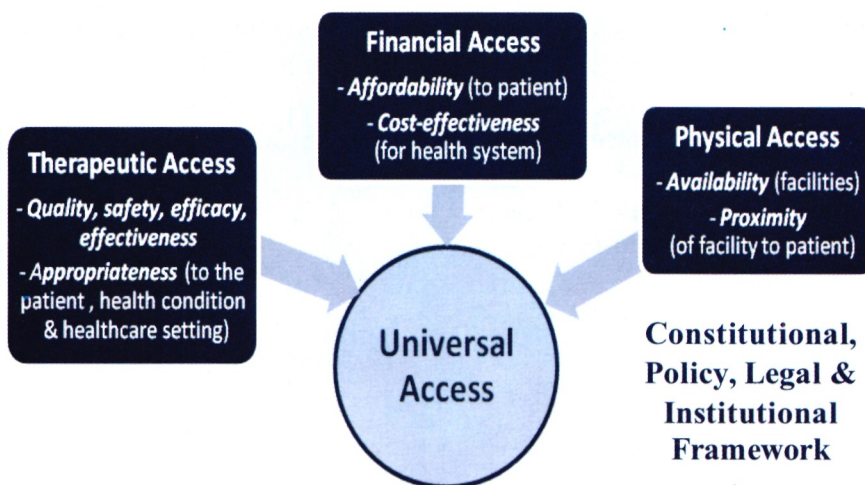 Financial Access
- Affordability (to patient)
- Cost-effectiveness
(for health system)
Therapeutic Access
- Quality, safety, efficacy,
effectiveness
- Appropriateness (to the
patient , health condition
& healthcare setting)
Physical Access
- Availability (facilities)
- Proximity
(of facility to patient)
Universal
Access
Constitutional,
Policy, Legal &
Institutional
Framework